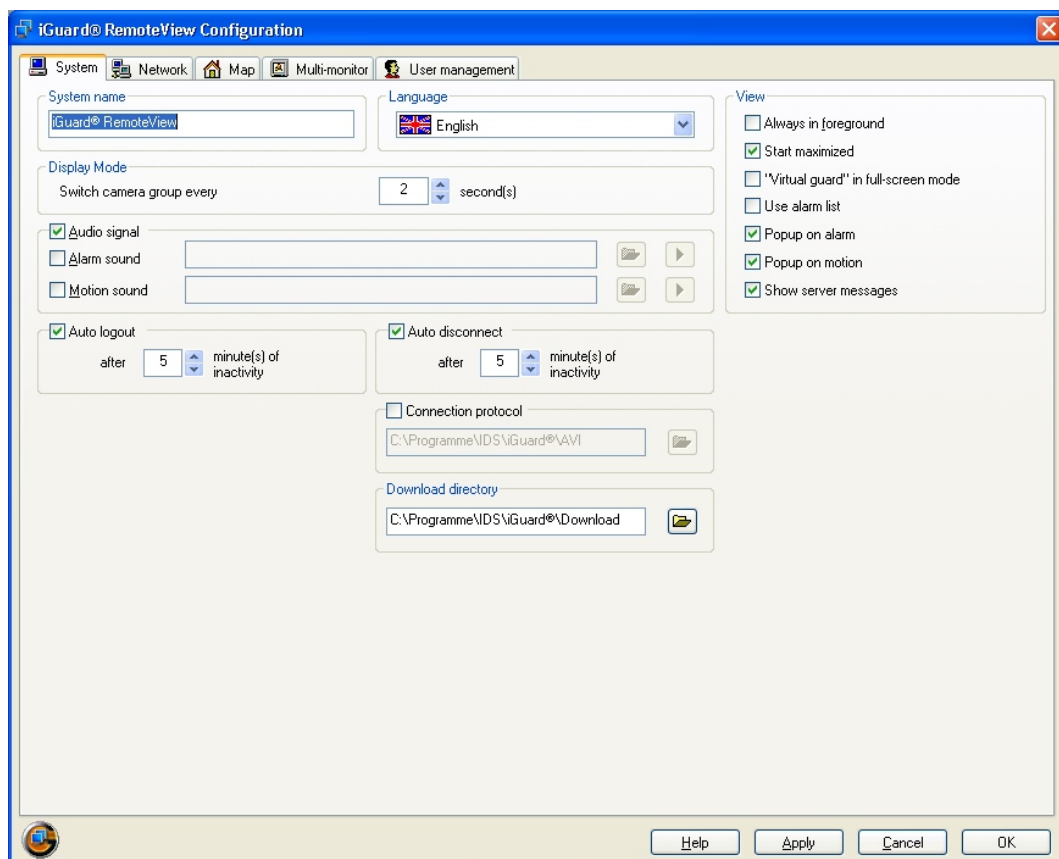 iGuard® RemoteView Configuration
System
Network
Map
Multi-monitor
User management
System name
iGuard® RemoteView
Language
English
Display Mode
Switch camera group every
2
second(s)
Audio signal
Alarm sound
Motion sound
Auto logout
after
5
minute(s) of
inactivity
Auto disconnect
after
5
minute(s) of
inactivity
Connection protocol
C:\Programme\IDS\iGuard®\AVI
Download directory
C:\Programme\IDS\iGuard®\Download
View
Always in foreground
Start maximized
"Virtual guard" in full-screen mode
Use alarm list
Popup on alarm
Popup on motion
Show server messages
Help
Apply
Cancel
OK